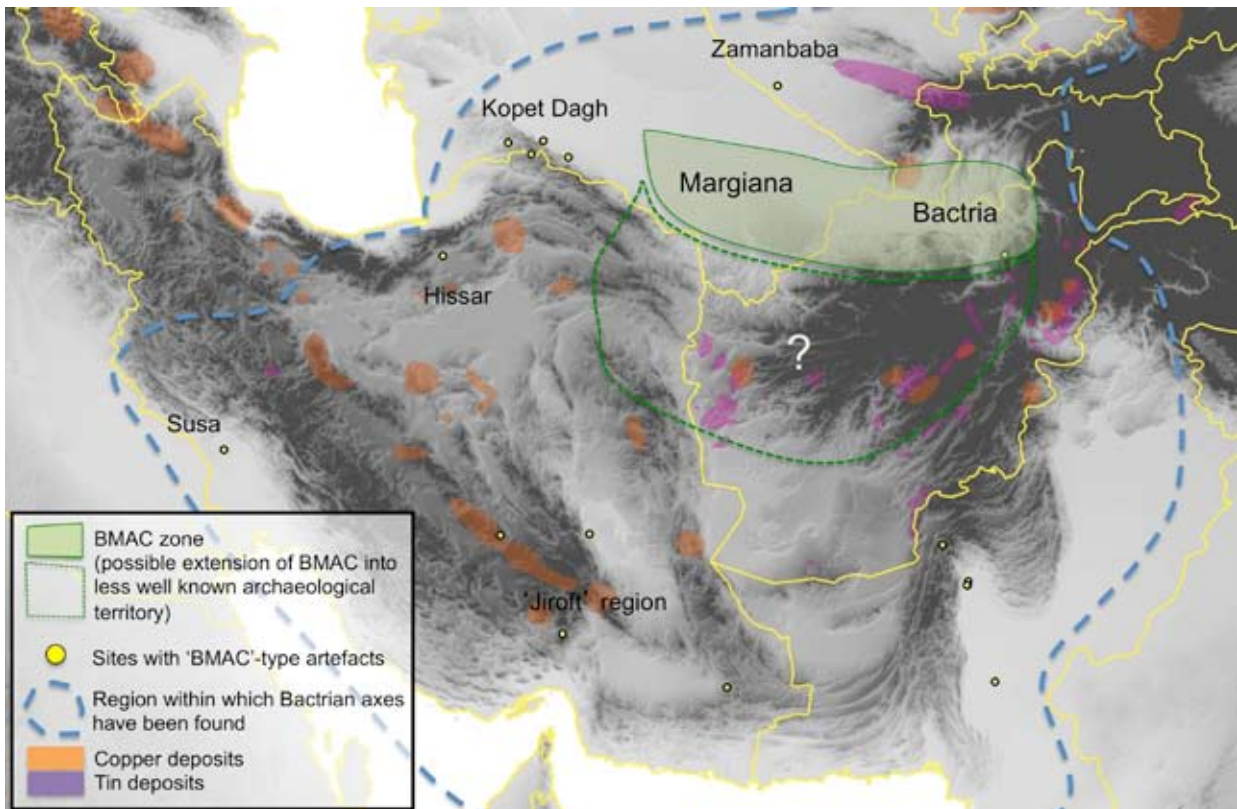 Zamanbaba
Kopet Dagh
Margiana
Bactria
Hissar
?
Susa
'Jiroft' region
BMAC zone
(possible extension of BMAC into
less well known archaeological
territory)
Sites with 'BMAC'-type artefacts
Region within which Bactrian axes
have been found
Copper deposits
Tin deposits